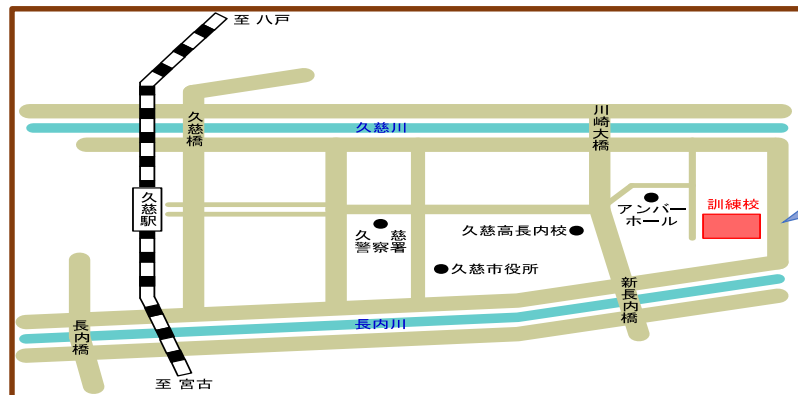 至 八戸
久慈橋
久慈川
川崎大橋
久慈駅
アンバー
ホール
訓練校
久　慈
警察署
久慈高長内校
久慈市役所
新長内橋
長内橋
長内川
至 宮古